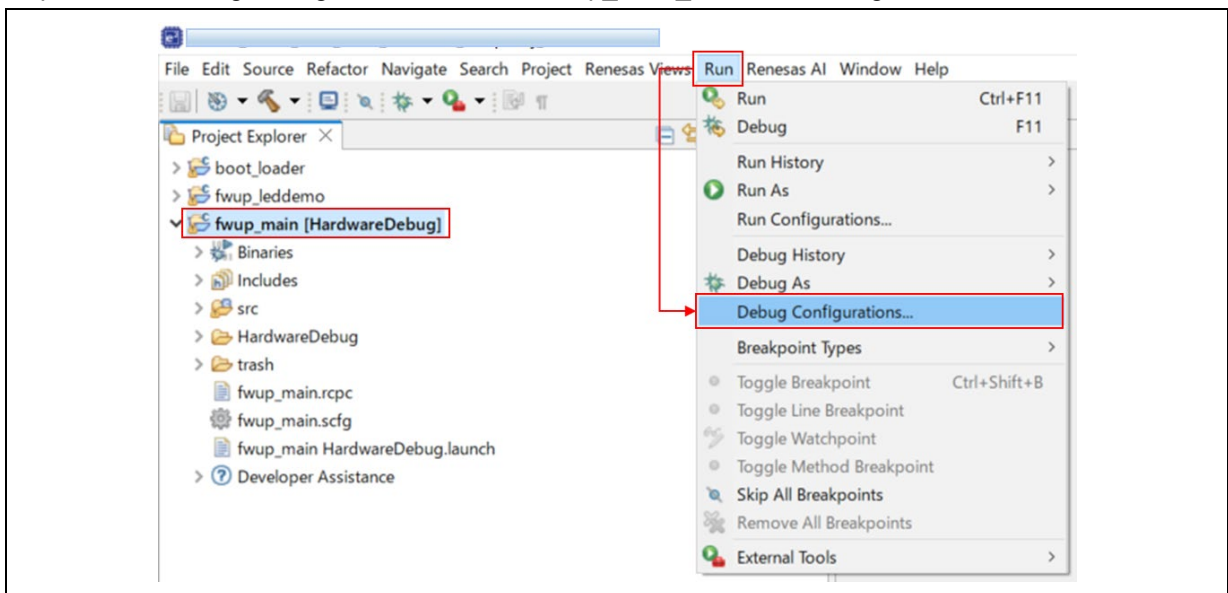 File Edit Source Refactor Navigate Search Project Renesas Views Run Renesas AI Window Help
Project Explorer
boot_loader
fwup_leddemo
fwup_main [HardwareDebug]
Binaries
Includes
src
HardwareDebug
trash
fwup_main.rcpc
fwup_main.scfg
fwup_main HardwareDebug.launch
Developer Assistance
Run Ctrl+F11
Debug F11
Run History
Run As
Run Configurations...
Debug History
Debug As
Debug Configurations...
Breakpoint Types
Toggle Breakpoint Ctrl+Shift+B
Toggle Line Breakpoint
Toggle Watchpoint
Toggle Method Breakpoint
Skip All Breakpoints
Remove All Breakpoints
External Tools